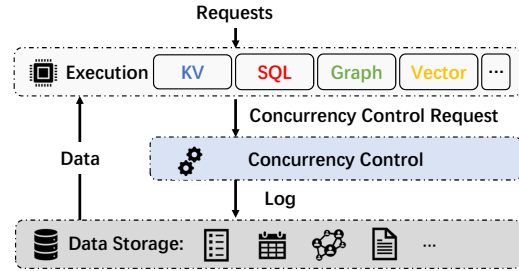 Requests
Execution KV SQL Graph Vector ...
Concurrency Control Request
Data
Concurrency Control
Log
Data Storage: ...